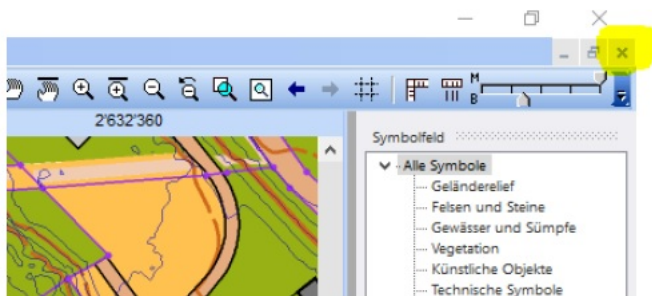 M
B
2'632'360
Symbolfeld
Alle Symbole
Geländerelief
Felsen und Steine
Gewässer und Sümpfe
Vegetation
Künstliche Objekte
Technische Symbole